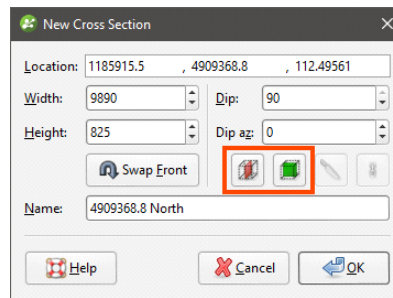 New Cross Section
Location: 1185915.5 , 4909368.8 , 112.49561
Width: 9890 Dip: 90
Height: 825 Dip az: 0
Swap Front
Name: 4909368.8 North
Help Cancel OK